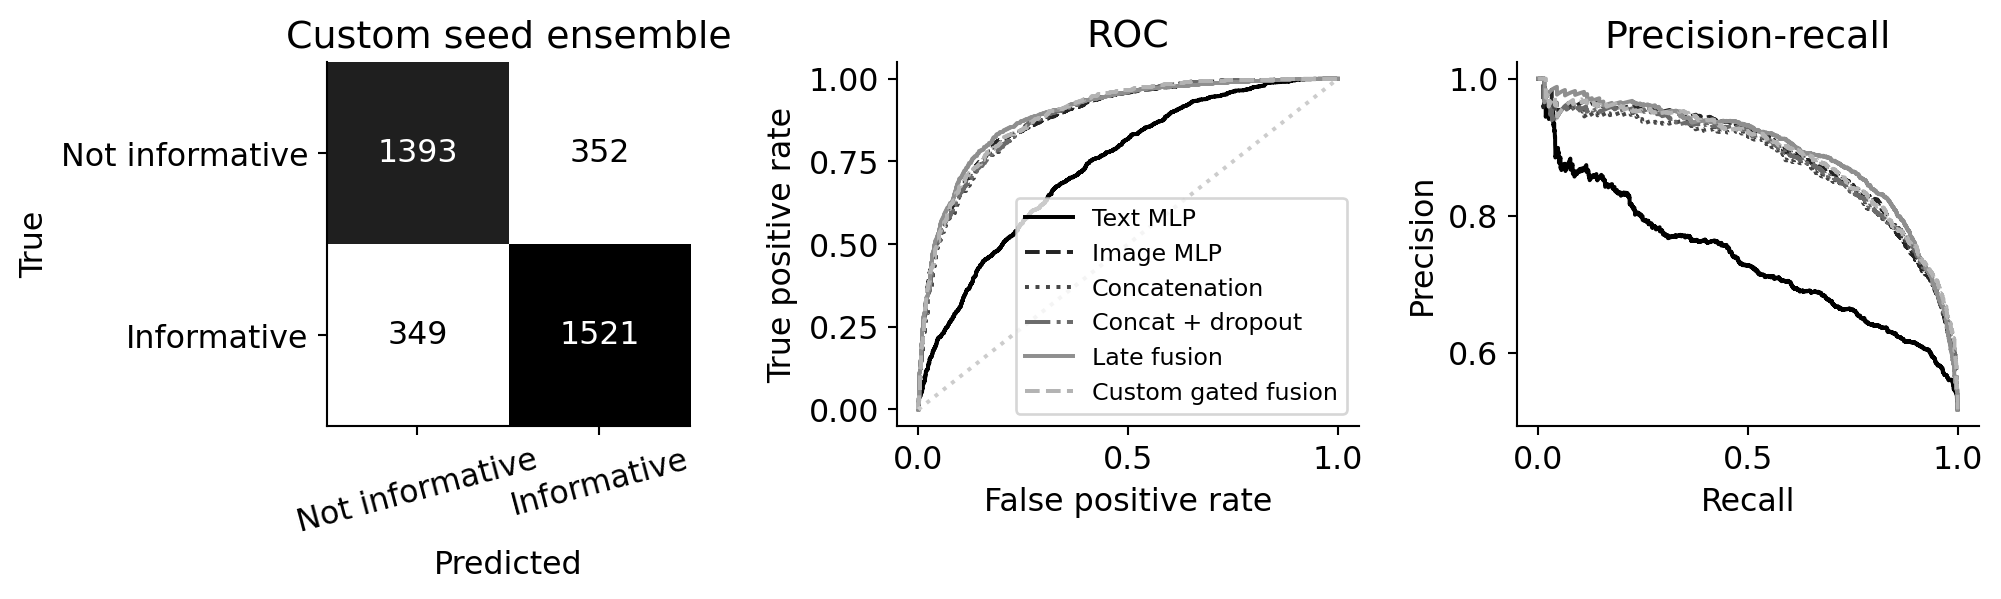 Custom seed ensemble
Not informative
Informative
True
1393
352
349
1521
Not informative
Informative
Predicted
ROC
True positive rate
1.00
0.75
0.50
0.25
0.00
Text MLP
Image MLP
Concatenation
Concat + dropout
Late fusion
Custom gated fusion
0.0
0.5
1.0
False positive rate
Precision-recall
Precision
1.0
0.8
0.6
0.0
0.5
1.0
Recall